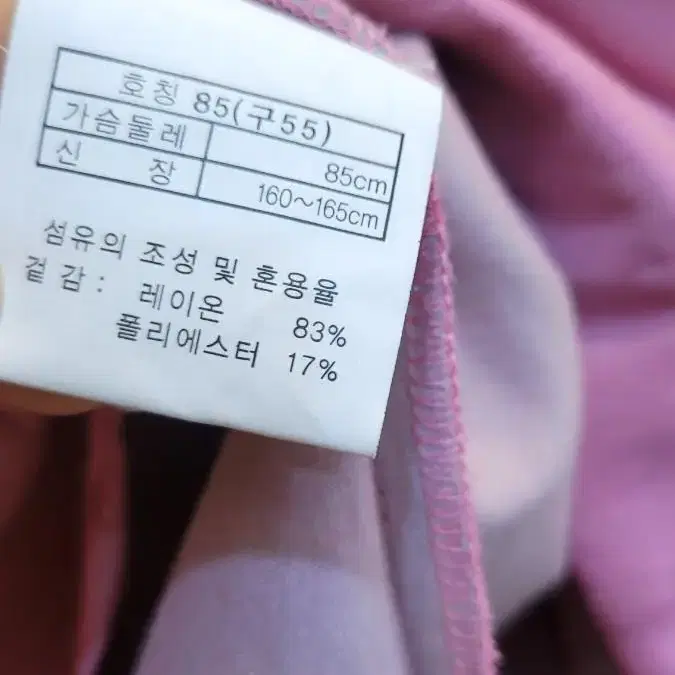 호칭 85(구55)
가슴둘레 85cm
신 장 160~165cm
섬유의 조성 및 혼용율
겉 감 : 레이온 83%
폴리에스터 17%